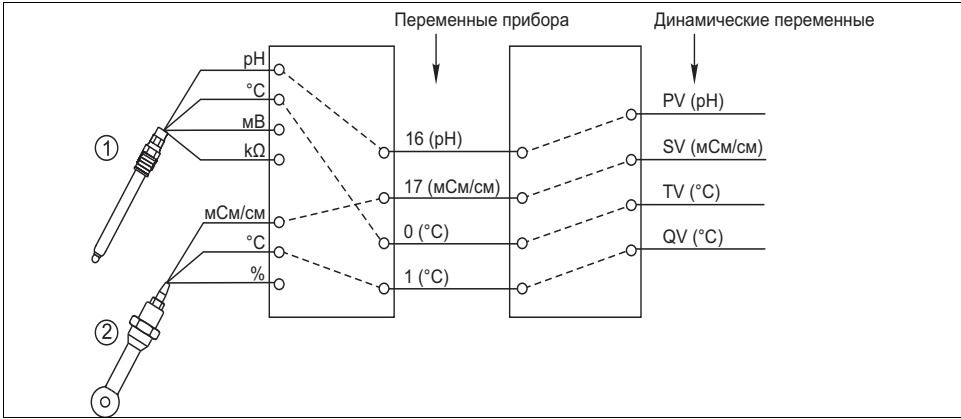 Переменные прибора
Динамические переменные
pH
°C
мВ
kΩ
1
мСм/см
°C
%
2
16 (pH)
17 (мСм/см)
0 (°C)
1 (°C)
PV (pH)
SV (мСм/см)
TV (°C)
QV (°C)